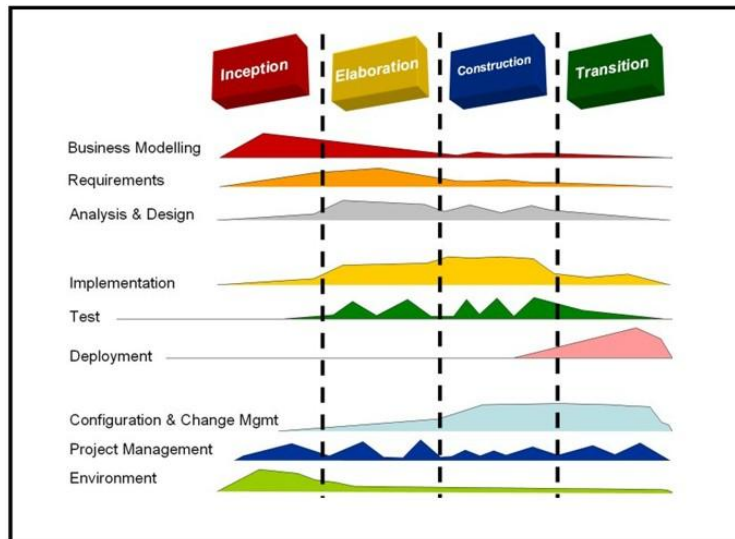 Inception
Elaboration
Construction
Transition
Business Modelling
Requirements
Analysis & Design
Implementation
Test
Deployment
Configuration & Change Mgmt
Project Management
Environment